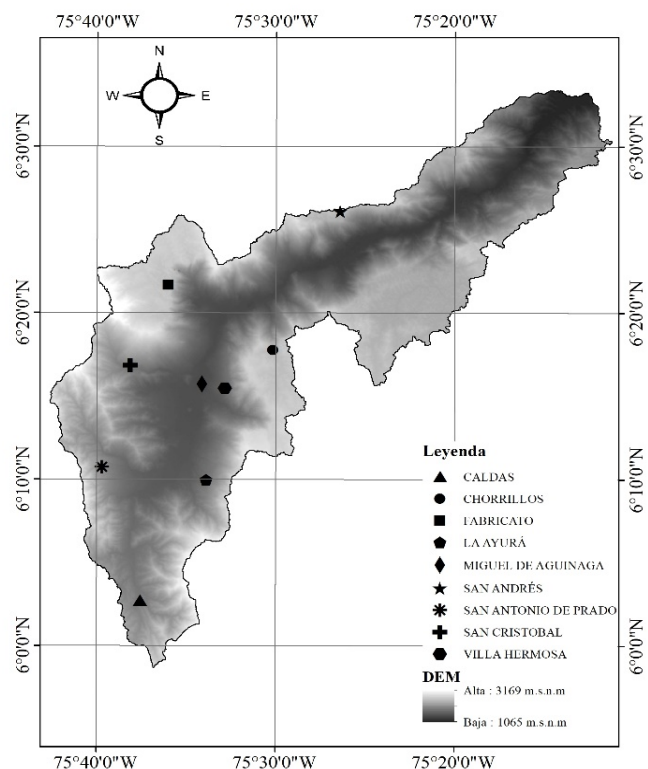 75°40'0"W 75°30'0"W 75°20'0"W
N
W E
S
6°30'0"N 6°30'0"N
6°20'0"N 6°20'0"N
6°10'0"N 6°10'0"N
6°0'0"N 6°0'0"N
Leyenda
CALDAS
CHORRILLOS
FABRICATO
LA AYURÁ
MIGUEL DE AGUINAGA
SAN ANDRÉS
SAN ANTONIO DE PRADO
SAN CRISTOBAL
VILLA HERMOSA
DEM
Alta : 3169 m.s.n.m
Baja : 1065 m.s.n.m
75°40'0"W 75°30'0"W 75°20'0"W